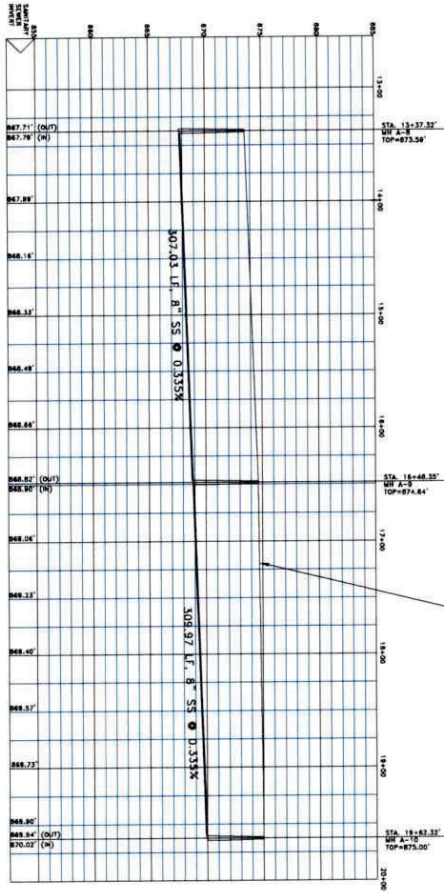 SANITARY
SEWER
INVERT
855
860
865
870
875
880
885
13+00
867.71' (OUT)
867.79' (IN)
STA. 13+37.32'
MH A-8
TOP=873.59'
867.99'
14+00
868.16'
307.03 LF, 8" SS @ 0.335%
868.33'
15+00
868.49'
868.66'
16+00
868.82' (OUT)
868.90' (IN)
STA. 16+48.35'
MH A-9
TOP=874.64'
869.06'
17+00
869.23'
869.40'
18+00
309.97 LF, 8" SS @ 0.335%
869.57'
869.73'
19+00
869.90'
869.94' (OUT)
870.02' (IN)
STA. 19+62.32'
MH A-10
TOP=875.00'
20+00